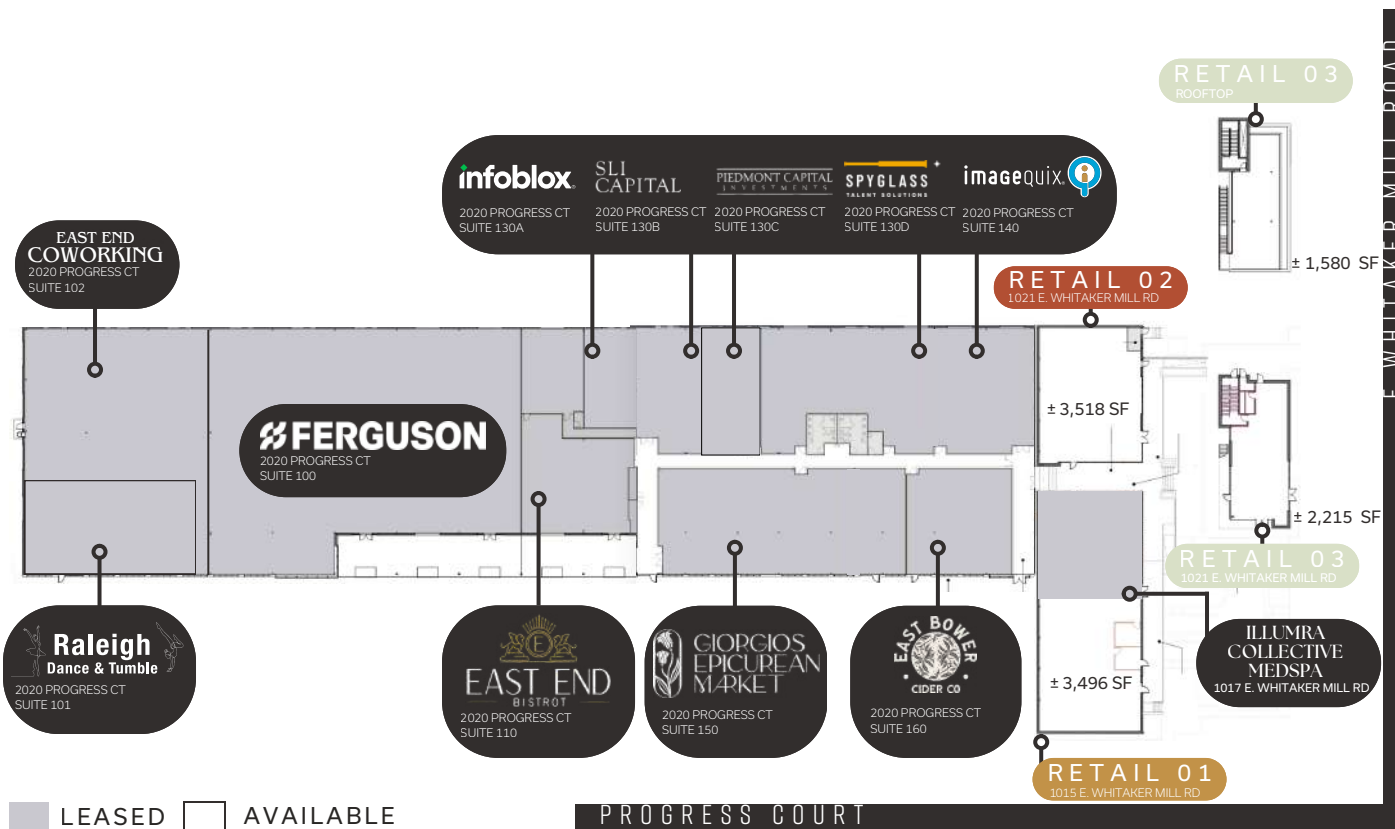 RETAIL 03
ROOFTOP
± 1,580 SF
E WHITAKER MILL ROAD
infoblox®
2020 PROGRESS CT
SUITE 130A
SLI
CAPITAL
2020 PROGRESS CT
SUITE 130B
PIEDMONT CAPITAL
INVESTMENTS
2020 PROGRESS CT
SUITE 130C
SPYGLASS
TALENT SOLUTIONS
2020 PROGRESS CT
SUITE 130D
imagequix
2020 PROGRESS CT
SUITE 140
EAST END
COWORKING
2020 PROGRESS CT
SUITE 102
RETAIL 02
1021 E. WHITAKER MILL RD
FERGUSON
2020 PROGRESS CT
SUITE 100
± 3,518 SF
± 2,215 SF
RETAIL 03
1021 E. WHITAKER MILL RD
Raleigh
Dance & Tumble
2020 PROGRESS CT
SUITE 101
E
EAST END
BISTROT
2020 PROGRESS CT
SUITE 110
GIORGIOS
EPICUREAN
MARKET
2020 PROGRESS CT
SUITE 150
EAST BOWER
CIDER CO
2020 PROGRESS CT
SUITE 160
± 3,496 SF
ILLUMRA
COLLECTIVE
MEDSPA
1017 E. WHITAKER MILL RD
RETAIL 01
1015 E. WHITAKER MILL RD
LEASED
AVAILABLE
PROGRESS COURT